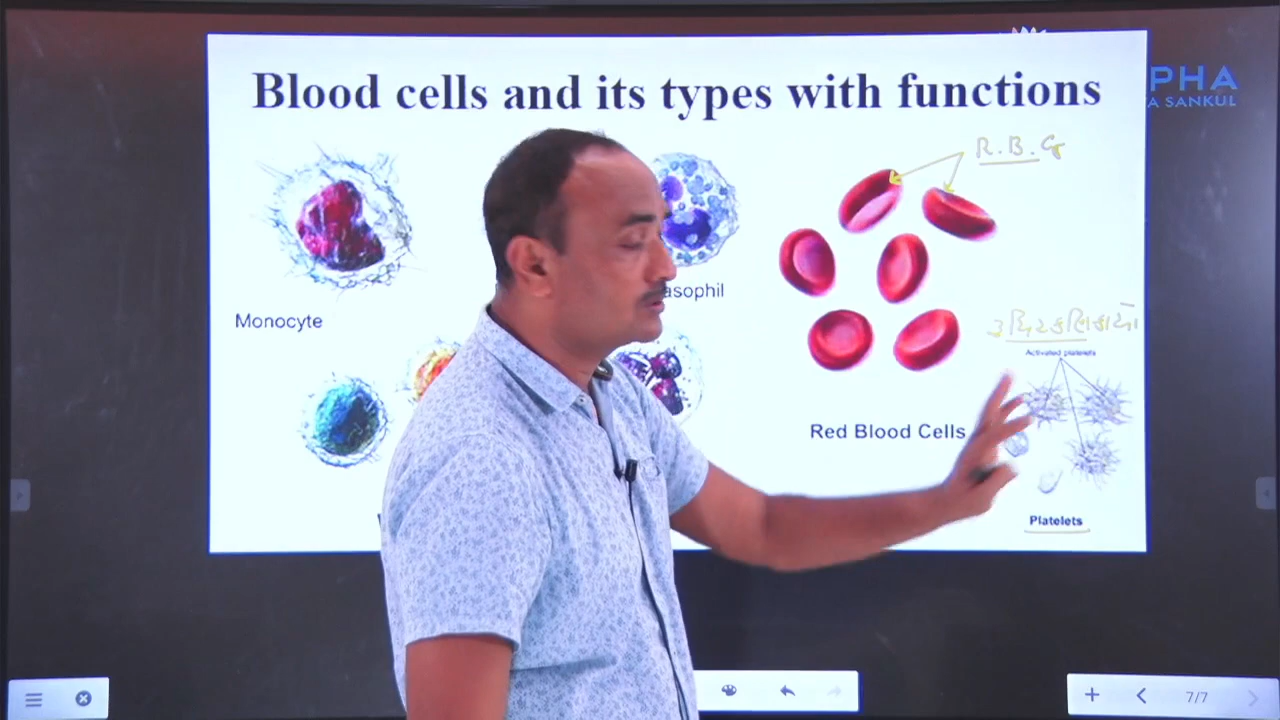 Blood cells and its types with functions
PHA
A SANKUL
R.B.C
Monocyte
asophil
રુધિરકણિકાઓ
Activated platelets
Red Blood Cells
Platelets
7/7